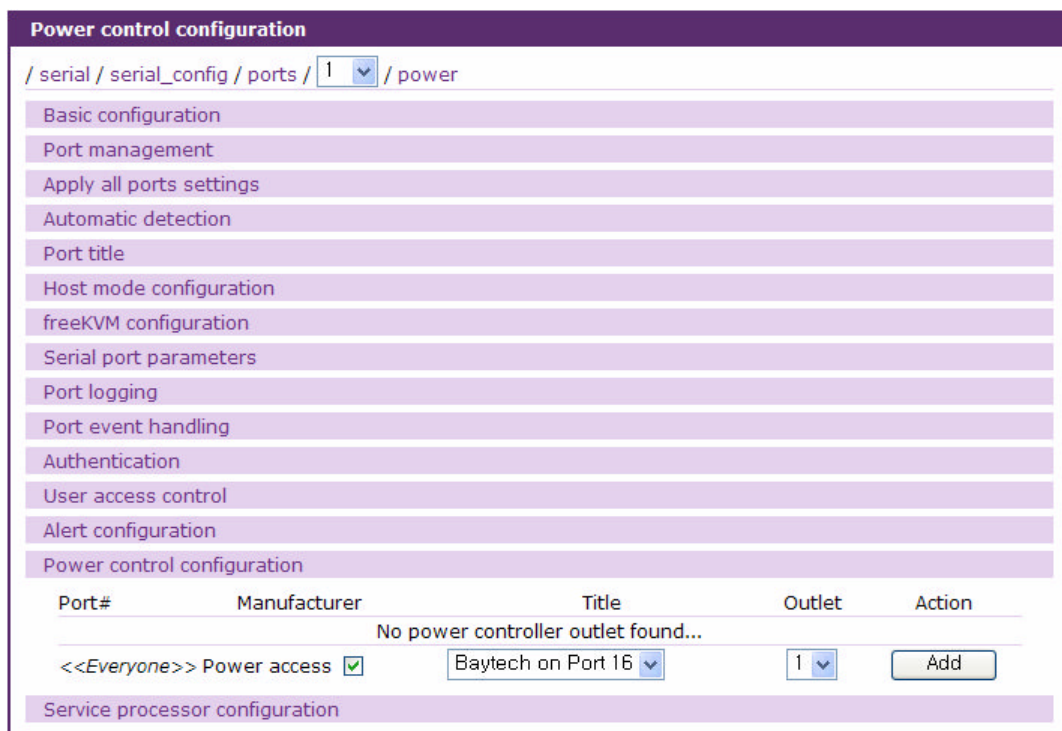 Power control configuration
/ serial / serial_config / ports / 1 / power
Basic configuration
Port management
Apply all ports settings
Automatic detection
Port title
Host mode configuration
freeKVM configuration
Serial port parameters
Port logging
Port event handling
Authentication
User access control
Alert configuration
Power control configuration
Port# Manufacturer Title Outlet Action
No power controller outlet found...
<<Everyone>> Power access Baytech on Port 16 1 Add
Service processor configuration